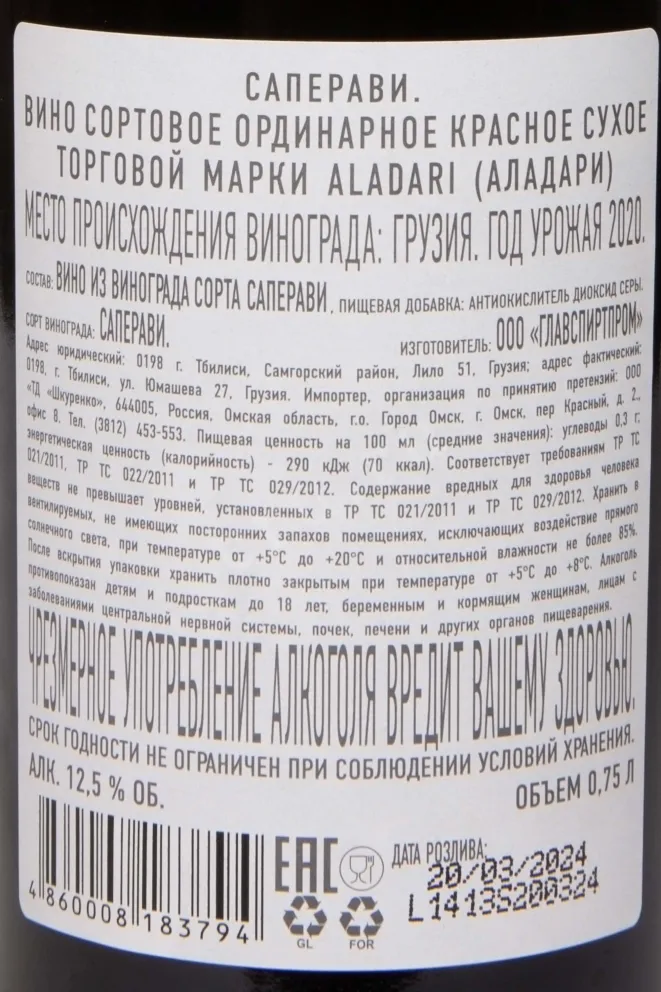 САПЕРАВИ.
ВИНО СОРТОВОЕ ОРДИНАРНОЕ КРАСНОЕ СУХОЕ
ТОРГОВОЙ МАРКИ ALADARI (АЛАДАРИ)
МЕСТО ПРОИСХОЖДЕНИЯ ВИНОГРАДА: ГРУЗИЯ. ГОД УРОЖАЯ 2020.
СОСТАВ: ВИНО ИЗ ВИНОГРАДА СОРТА САПЕРАВИ, ПИЩЕВАЯ ДОБАВКА: АНТИОКИСЛИТЕЛЬ ДИОКСИД СЕРЫ.
СОРТ ВИНОГРАДА: САПЕРАВИ. ИЗГОТОВИТЕЛЬ: ООО «ГЛАВСПИРТПРОМ»
Адрес юридический: 0198 г. Тбилиси, Самгорский район, Лило 51, Грузия; адрес фактический:
0198, г. Тбилиси, ул. Юмашева 27, Грузия. Импортер, организация по принятию претензий: ООО
«ТД «Шкуренко», 644005, Россия, Омская область, г.о. Город Омск, г. Омск, пер Красный, д. 2.,
офис 8. Тел. (3812) 453-553. Пищевая ценность на 100 мл (средние значения): углеводы 0,3 г;
энергетическая ценность (калорийность) - 290 кДж (70 ккал). Соответствует требованиям ТР ТС
021/2011, ТР ТС 022/2011 и ТР ТС 029/2012. Содержание вредных для здоровья человека
веществ не превышает уровней, установленных в ТР ТС 021/2011 и ТР ТС 029/2012. Хранить в
вентилируемых, не имеющих посторонних запахов помещениях, исключающих воздействие прямого
солнечного света, при температуре от +5°С до +20°С и относительной влажности не более 85%.
После вскрытия упаковки хранить плотно закрытым при температуре от +5°С до +8°С. Алкоголь
противопоказан детям и подросткам до 18 лет, беременным и кормящим женщинам, лицам с
заболеваниями центральной нервной системы, почек, печени и других органов пищеварения.
ЧРЕЗМЕРНОЕ УПОТРЕБЛЕНИЕ АЛКОГОЛЯ ВРЕДИТ ВАШЕМУ ЗДОРОВЬЮ.
СРОК ГОДНОСТИ НЕ ОГРАНИЧЕН ПРИ СОБЛЮДЕНИИ УСЛОВИЙ ХРАНЕНИЯ.
АЛК. 12,5 % ОБ. ОБЪЕМ 0,75 Л
ДАТА РОЗЛИВА:
20/03/2024
L14135200324
EAC
4 860008 183794
GL FOR